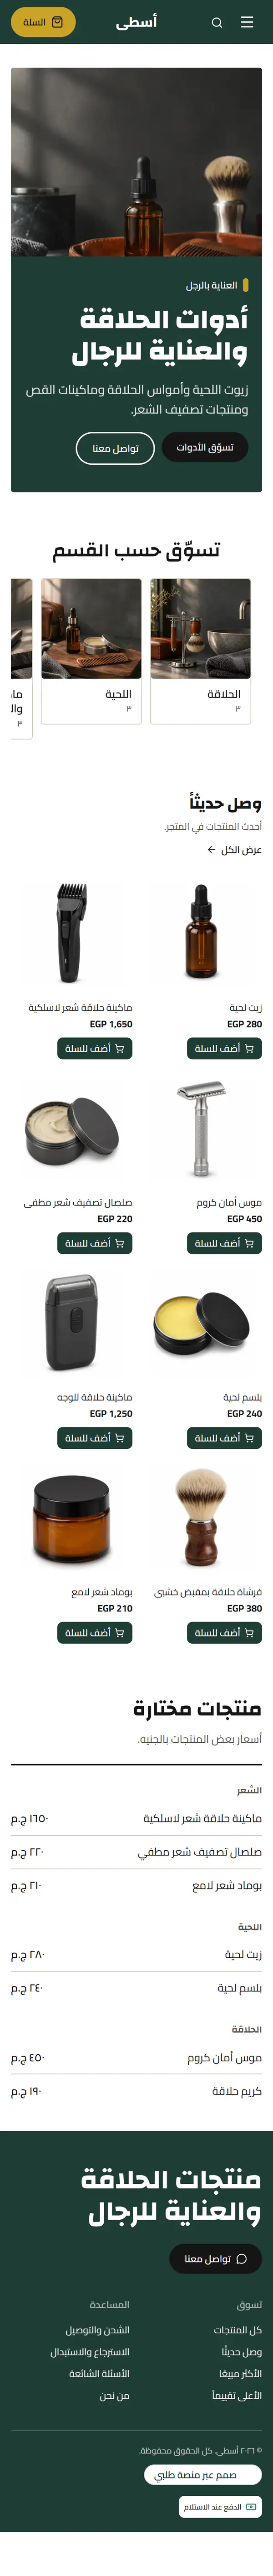 أسطى
السلة
العناية بالرجل
أدوات الحلاقة
والعناية للرجال
زيوت اللحية وأمواس الحلاقة وماكينات القص
ومنتجات تصفيف الشعر.
تسوّق الأدوات
تواصل معنا
تسوّق حسب القسم
الحلاقة
٣
اللحية
٣
٣
وصل حديثاً
أحدث المنتجات في المتجر.
عرض الكل
زيت لحية
EGP 280
أضف للسلة
ماكينة حلاقة شعر لاسلكية
EGP 1,650
أضف للسلة
موس أمان كروم
EGP 450
أضف للسلة
صلصال تصفيف شعر مطفي
EGP 220
أضف للسلة
بلسم لحية
EGP 240
أضف للسلة
ماكينة حلاقة للوجه
EGP 1,250
أضف للسلة
فرشاة حلاقة بمقبض خشبي
EGP 380
أضف للسلة
بوماد شعر لامع
EGP 210
أضف للسلة
منتجات مختارة
أسعار بعض المنتجات بالجنيه.
الشعر
ماكينة حلاقة شعر لاسلكية ١٦٥٠ ج.م
صلصال تصفيف شعر مطفي ٢٢٠ ج.م
بوماد شعر لامع ٢١٠ ج.م
اللحية
زيت لحية ٢٨٠ ج.م
بلسم لحية ٢٤٠ ج.م
الحلاقة
موس أمان كروم ٤٥٠ ج.م
كريم حلاقة ١٩٠ ج.م
منتجات الحلاقة
والعناية للرجال
تواصل معنا
تسوق
كل المنتجات
وصل حديثًا
الأكثر مبيعًا
الأعلى تقييماً
المساعدة
الشحن والتوصيل
الاسترجاع والاستبدال
الأسئلة الشائعة
من نحن
© ٢٠٢٦ أسطى. كل الحقوق محفوظة.
صمم عبر منصة طلبي
الدفع عند الاستلام